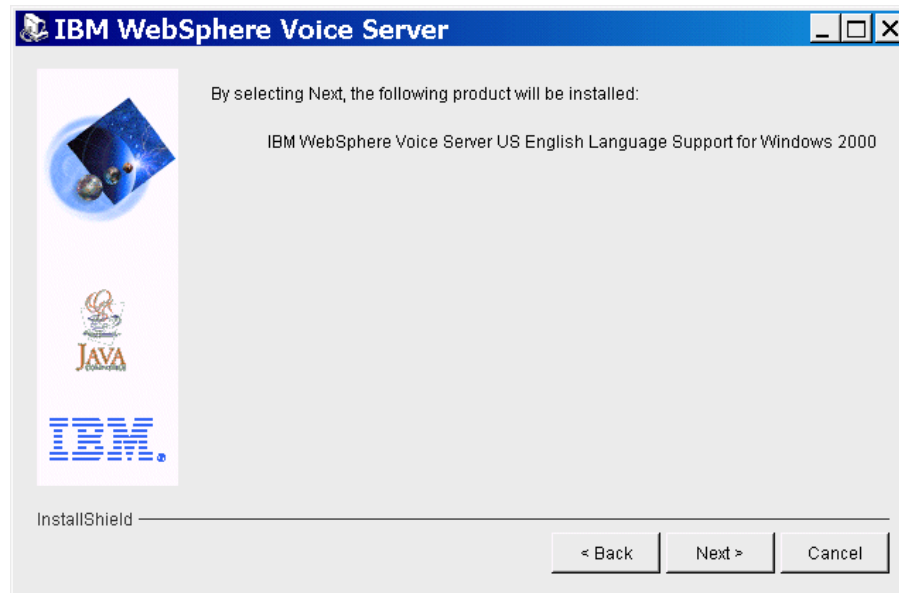 IBM WebSphere Voice Server
By selecting Next, the following product will be installed:
IBM WebSphere Voice Server US English Language Support for Windows 2000
JAVA
IBM.
InstallShield
< Back
Next >
Cancel